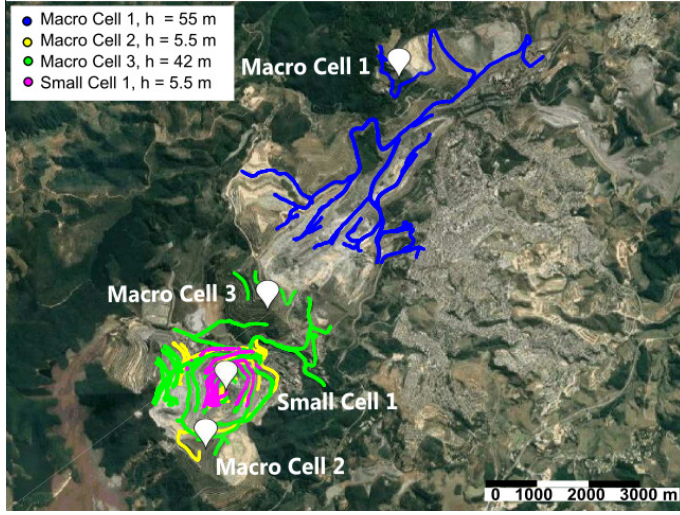 Macro Cell 1, h = 55 m
Macro Cell 2, h = 5.5 m
Macro Cell 3, h = 42 m
Small Cell 1, h = 5.5 m
Macro Cell 1
Macro Cell 3
Small Cell 1
Macro Cell 2
0 1000 2000 3000 m